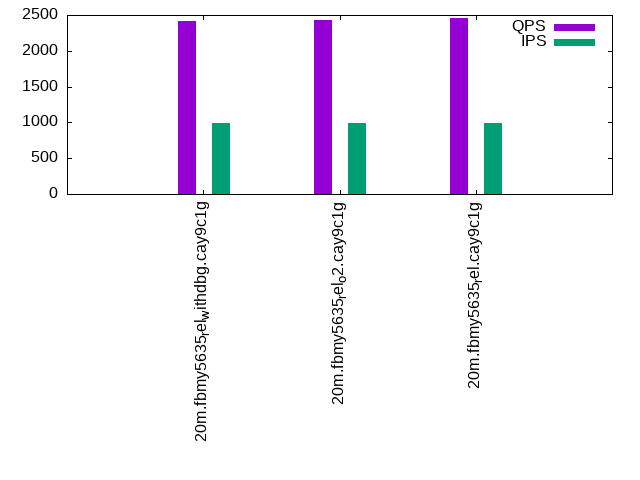 2500
2000
1500
1000
500
0
QPS
IPS
20m.fbmy5635relwithdbg.cay9c1g
20m.fbmy5635relo2.cay9c1g
20m.fbmy5635rel.cay9c1g